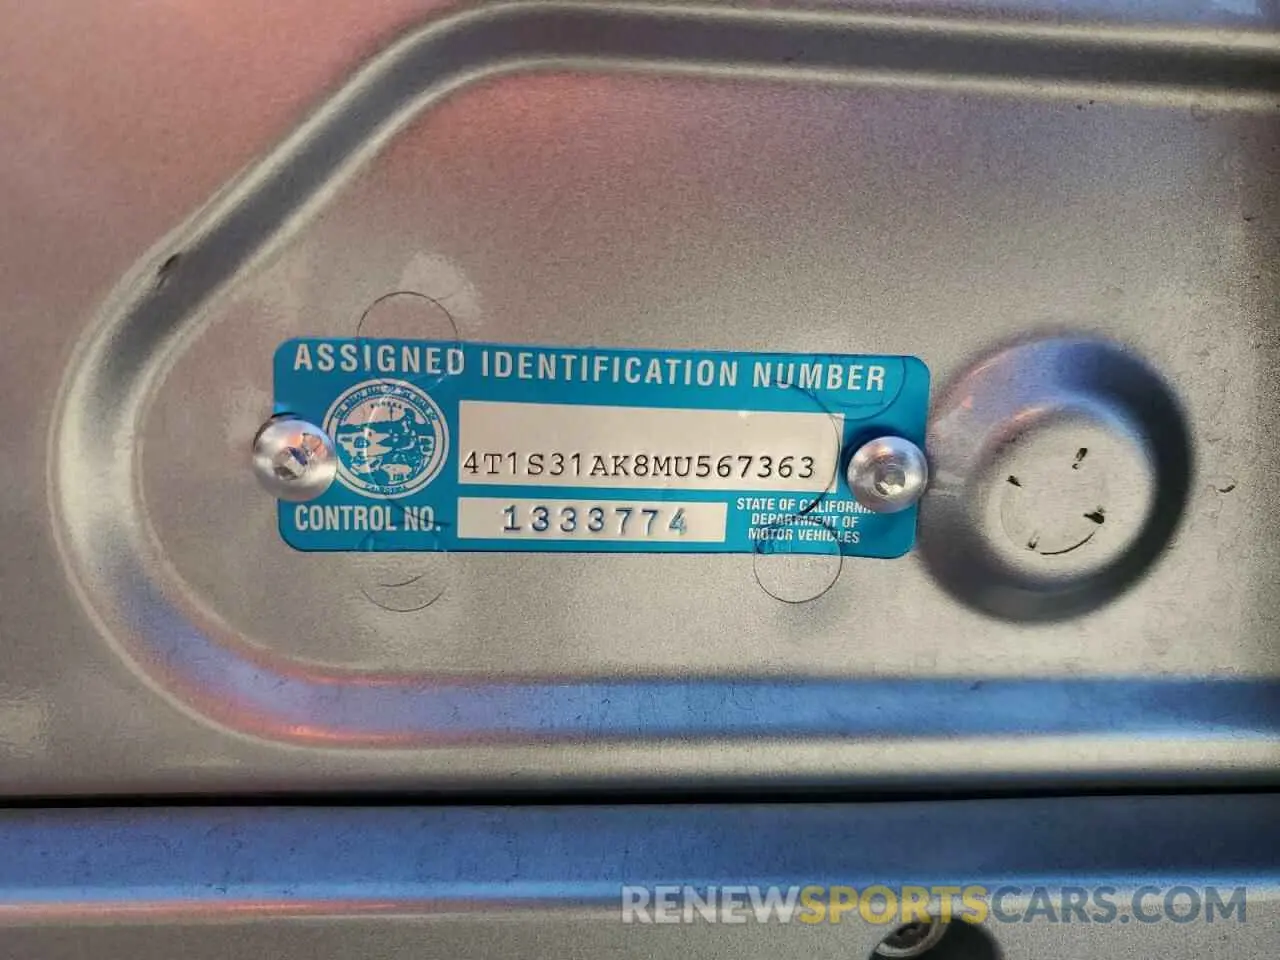 ASSIGNED IDENTIFICATION NUMBER
4T1S31AK8MU567363
CONTROL NO. 1333774
STATE OF CALIFORNIA
DEPARTMENT OF
MOTOR VEHICLES
RENEWSPORTSCARS.COM